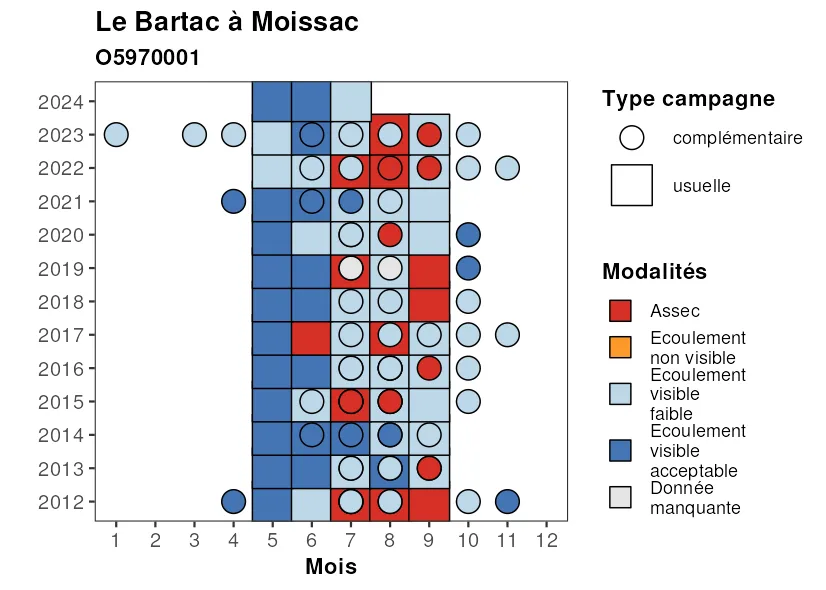 Le Bartac à Moissac
O5970001
2024
2023
2022
2021
2020
2019
2018
2017
2016
2015
2014
2013
2012
1 2 3 4 5 6 7 8 9 10 11 12
Mois
Type campagne
complémentaire
usuelle
Modalités
Assec
Ecoulement
non visible
Ecoulement
visible
faible
Ecoulement
visible
acceptable
Donnée
manquante